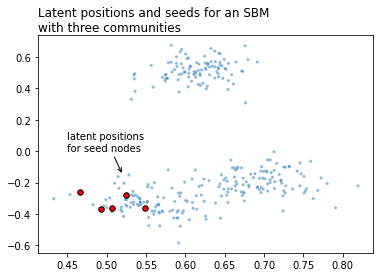 Latent positions and seeds for an SBM
with three communities
0.6
0.4
0.2
0.0
−0.2
−0.4
−0.6
latent positions
for seed nodes
0.45 0.50 0.55 0.60 0.65 0.70 0.75 0.80